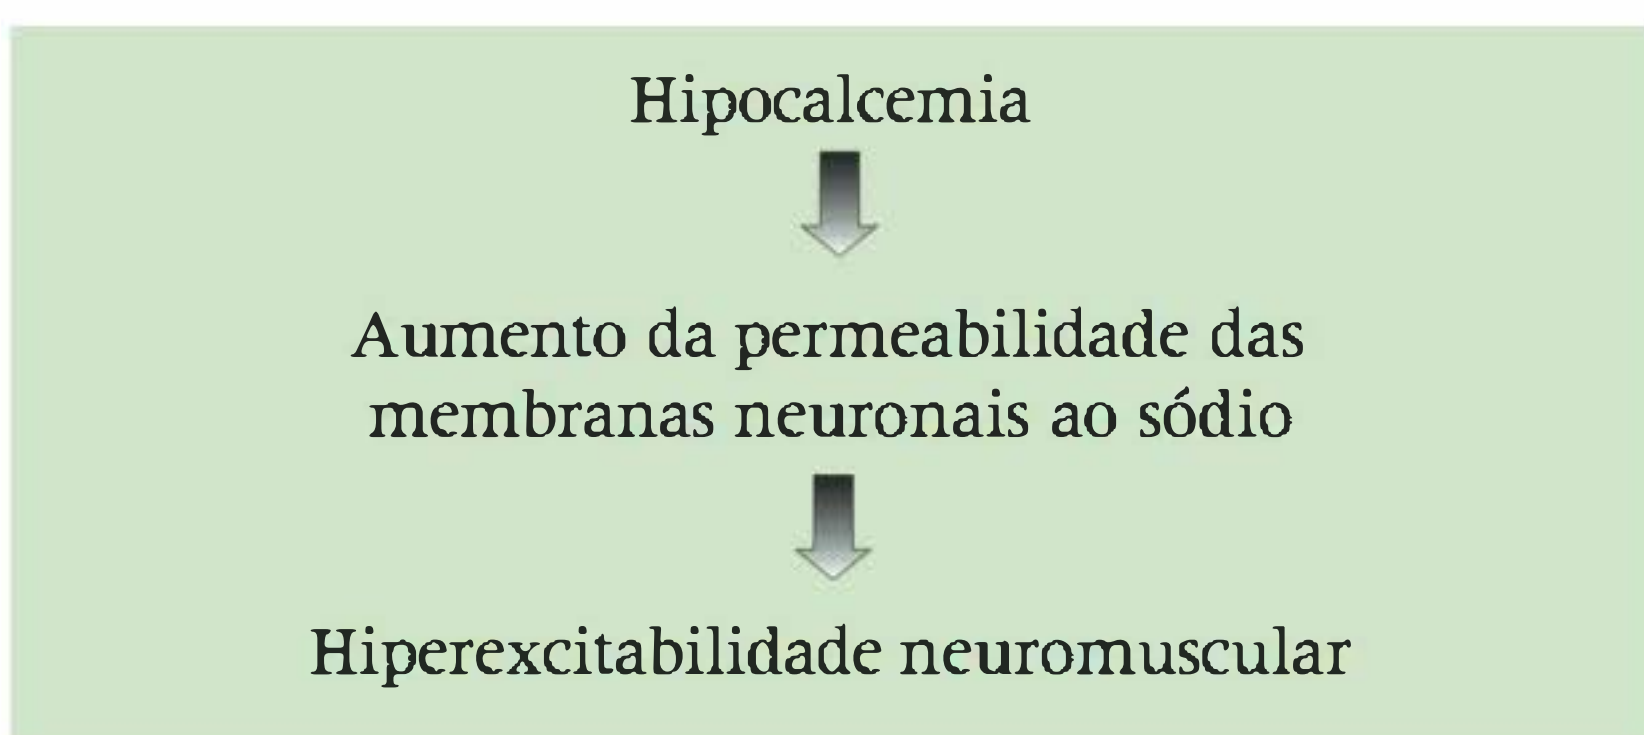 Hipocalcemia
Aumento da permeabilidade das
membranas neuronais ao sódio
Hiperexcitabilidade neuromuscular